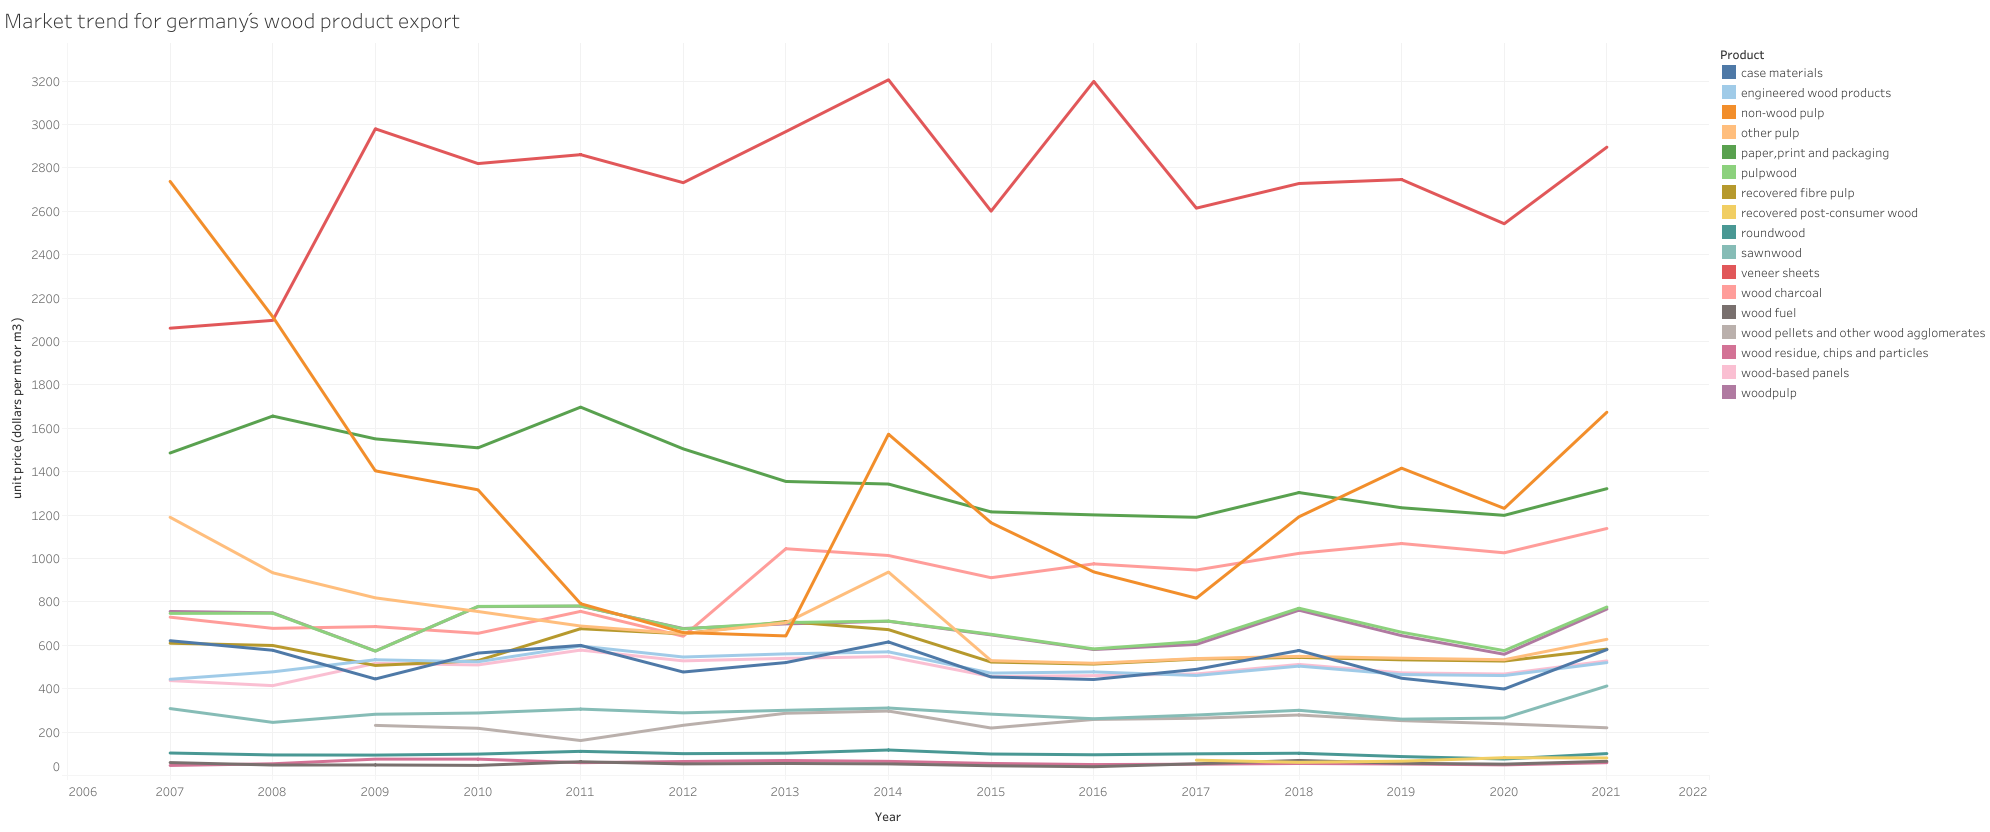 Market trend for germany´s wood product export
Product
case materials
engineered wood products
non-wood pulp
other pulp
paper,print and packaging
pulpwood
recovered fibre pulp
recovered post-consumer wood
roundwood
sawnwood
veneer sheets
wood charcoal
wood fuel
wood pellets and other wood agglomerates
wood residue, chips and particles
wood-based panels
woodpulp
unit price (dollars per mt or m3 )
3200
3000
2800
2600
2400
2200
2000
1800
1600
1400
1200
1000
800
600
400
200
0
2006 2007 2008 2009 2010 2011 2012 2013 2014 2015 2016 2017 2018 2019 2020 2021 2022
Year